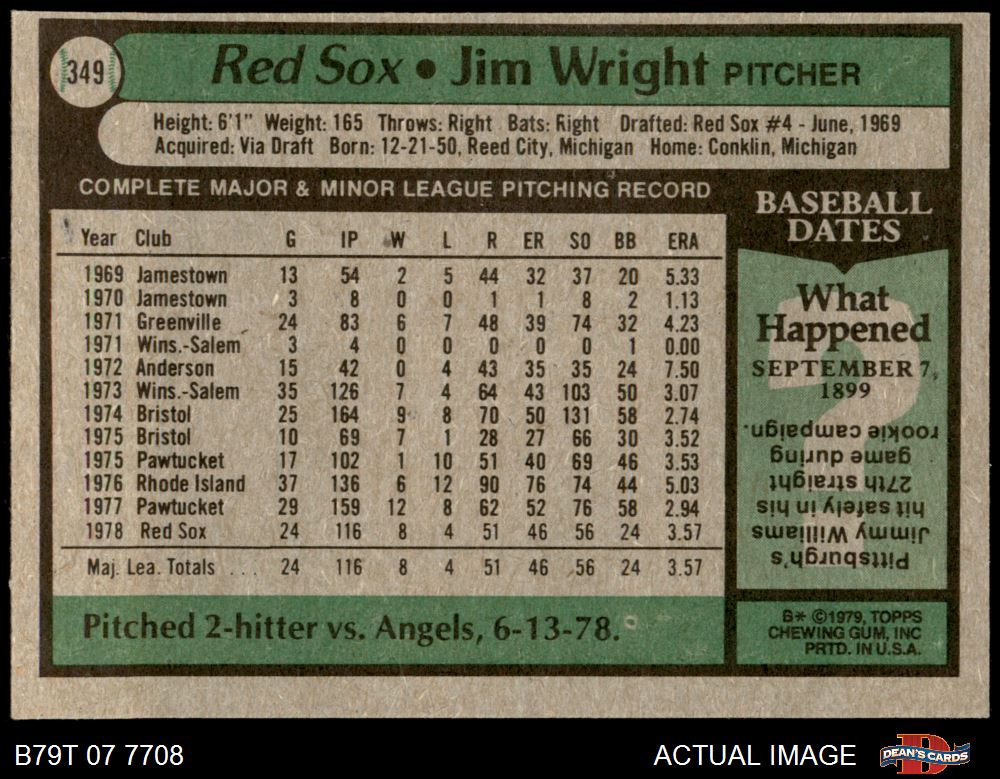 349
Red Sox • Jim Wright PITCHER
Height: 6'1" Weight: 165 Throws: Right Bats: Right Drafted: Red Sox #4 - June, 1969
Acquired: Via Draft Born: 12-21-50, Reed City, Michigan Home: Conklin, Michigan
COMPLETE MAJOR & MINOR LEAGUE PITCHING RECORD
Year Club G IP W L R ER SO BB ERA
1969 Jamestown 13 54 2 5 44 32 37 20 5.33
1970 Jamestown 3 8 0 0 1 1 8 2 1.13
1971 Greenville 24 83 6 7 48 39 74 32 4.23
1971 Wins.-Salem 3 4 0 0 0 0 0 1 0.00
1972 Anderson 15 42 0 4 43 35 35 24 7.50
1973 Wins.-Salem 35 126 7 4 64 43 103 50 3.07
1974 Bristol 25 164 9 8 70 50 131 58 2.74
1975 Bristol 10 69 7 1 28 27 66 30 3.52
1975 Pawtucket 17 102 1 10 51 40 69 46 3.53
1976 Rhode Island 37 136 6 12 90 76 74 44 5.03
1977 Pawtucket 29 159 12 8 62 52 76 58 2.94
1978 Red Sox 24 116 8 4 51 46 56 24 3.57
Maj. Lea. Totals ... 24 116 8 4 51 46 56 24 3.57
Pitched 2-hitter vs. Angels, 6-13-78.
BASEBALL
DATES
What
Happened
SEPTEMBER 7,
1899
Pittsburgh's
Jimmy Williams
hit safely in his
27th straight
game during
rookie campaign.
B* ©1979, TOPPS
CHEWING GUM, INC
PRTD. IN U.S.A.
B79T 07 7708
ACTUAL IMAGE
DEAN'S CARDS